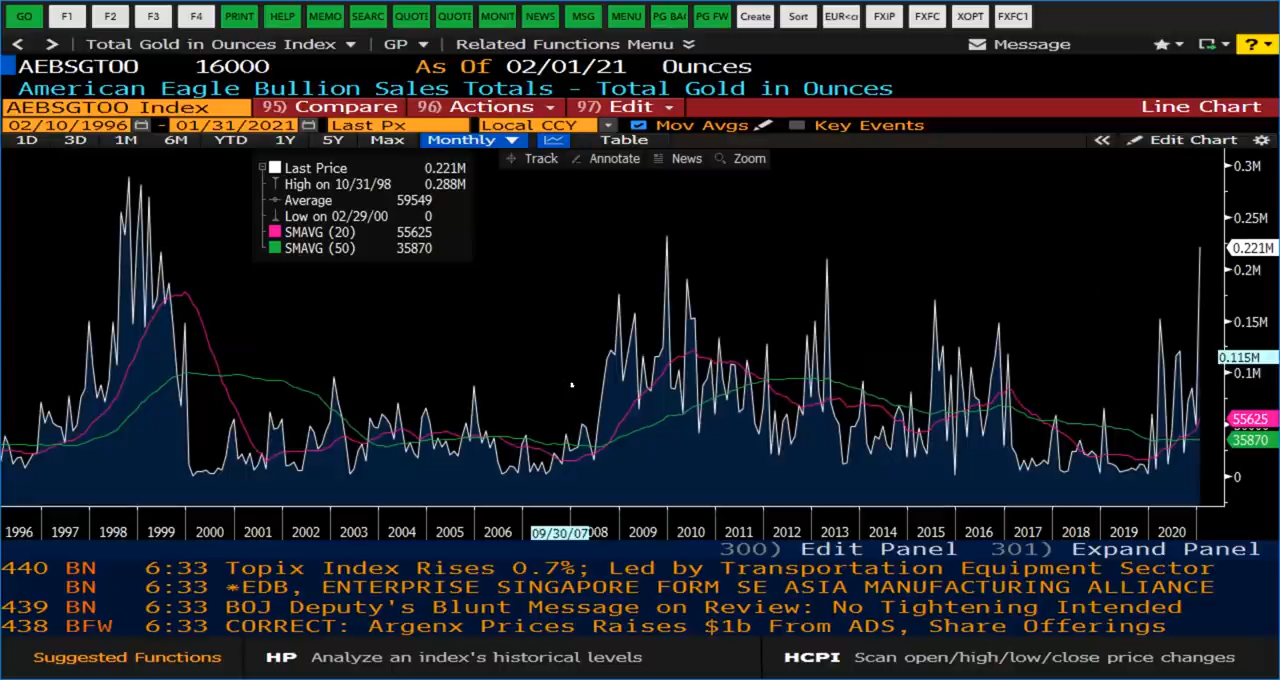 GO F1 F2 F3 F4 PRINT HELP MEMO SEARC QUOTE QUOTE MONIT NEWS MSG MENU PG BA PG FW Create Sort EUR<c FXIP FXFC XOPT FXFC1
< > Total Gold in Ounces Index GP Related Functions Menu Message ?
AEBSGTOO 16000 As Of 02/01/21 Ounces
American Eagle Bullion Sales Totals - Total Gold in Ounces
AEBSGTOO Index 95) Compare 96) Actions 97) Edit Line Chart
02/10/1996 - 01/31/2021 Last Px Local CCY Mov Avgs Key Events
1D 3D 1M 6M YTD 1Y 5Y Max Monthly Table « Edit Chart
Track Annotate News Zoom
Last Price 0.221M
High on 10/31/98 0.288M
Average 59549
Low on 02/29/00 0
SMAVG (20) 55625
SMAVG (50) 35870
0.3M
0.25M
0.221M
0.2M
0.15M
0.115M
0.1M
55625
35870
0
1996 1997 1998 1999 2000 2001 2002 2003 2004 2005 2006 09/30/07 008 2009 2010 2011 2012 2013 2014 2015 2016 2017 2018 2019 2020
300) Edit Panel 301) Expand Panel
440 BN 6:33 Topix Index Rises 0.7%; Led by Transportation Equipment Sector
BN 6:33 *EDB, ENTERPRISE SINGAPORE FORM SE ASIA MANUFACTURING ALLIANCE
439 BN 6:33 BOJ Deputy's Blunt Message on Review: No Tightening Intended
438 BFW 6:33 CORRECT: Argenx Prices Raises $1b From ADS, Share Offerings
Suggested Functions HP Analyze an index's historical levels HCPI Scan open/high/low/close price changes